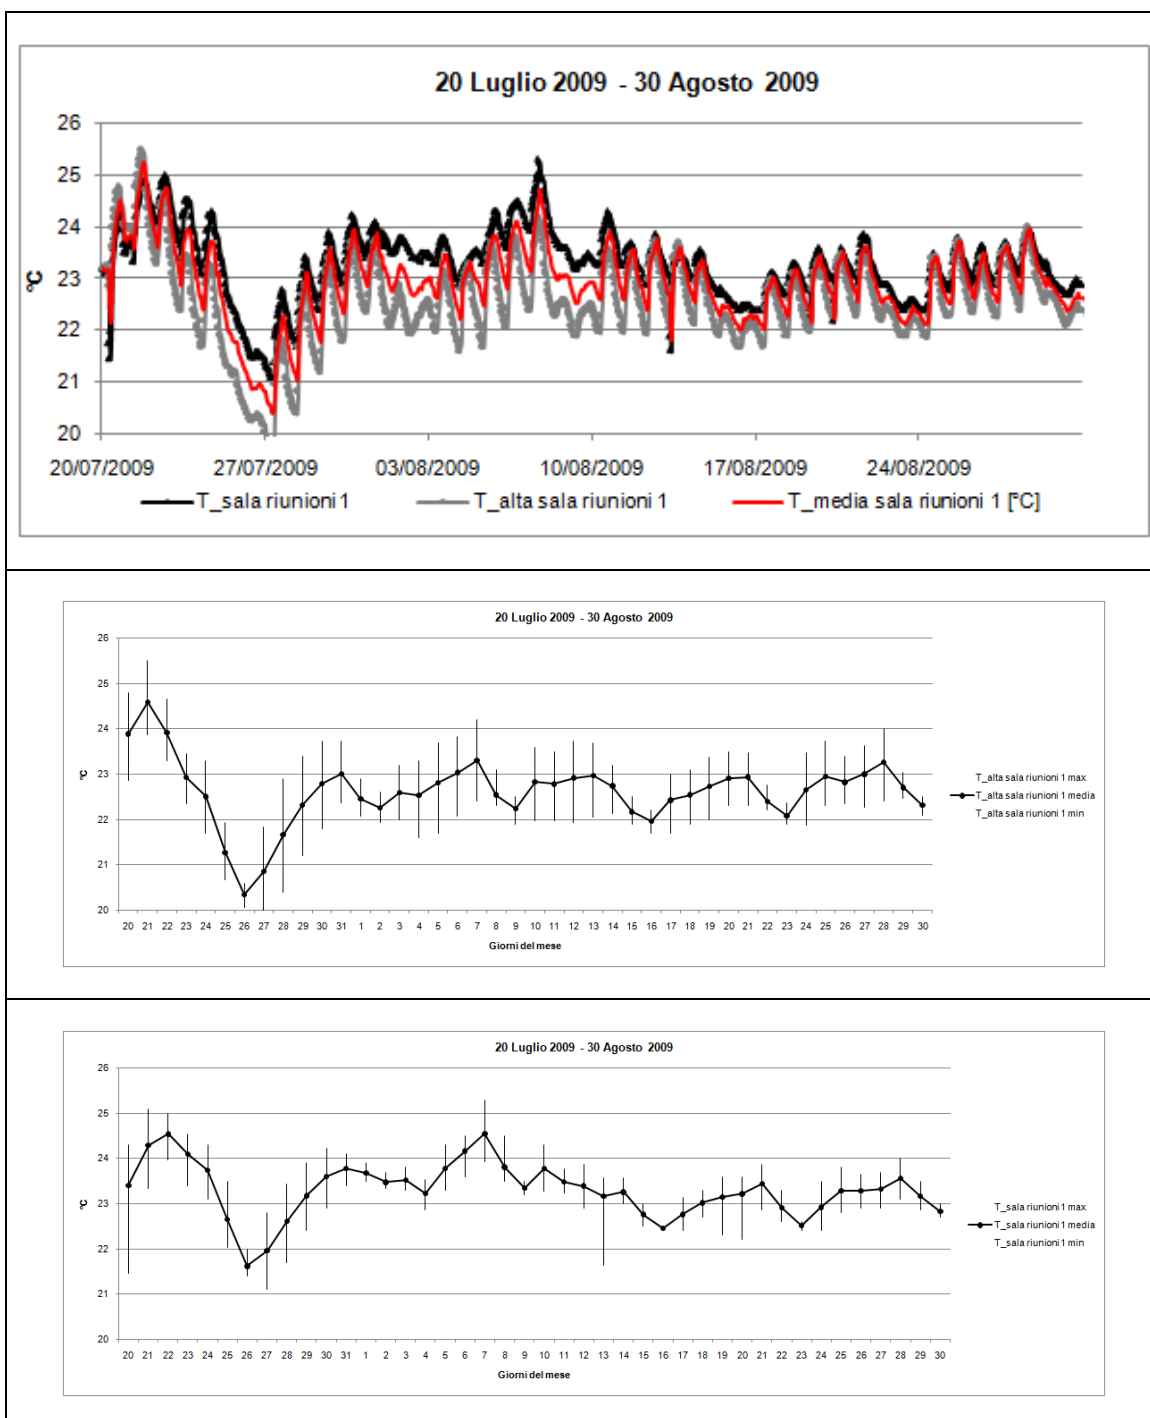 20 Luglio 2009 - 30 Agosto 2009
26
25
24
23
22
21
20
°C
20/07/2009 27/07/2009 03/08/2009 10/08/2009 17/08/2009 24/08/2009
T_sala riunioni 1 T_alta sala riunioni 1 T_media sala riunioni 1 [°C]
20 Luglio 2009 - 30 Agosto 2009
26
25
24
23
22
21
20
°C
20 21 22 23 24 25 26 27 28 29 30 31 1 2 3 4 5 6 7 8 9 10 11 12 13 14 15 16 17 18 19 20 21 22 23 24 25 26 27 28 29 30
Giorni del mese
T_alta sala riunioni 1 max
T_alta sala riunioni 1 media
T_alta sala riunioni 1 min
20 Luglio 2009 - 30 Agosto 2009
26
25
24
23
22
21
20
°C
20 21 22 23 24 25 26 27 28 29 30 31 1 2 3 4 5 6 7 8 9 10 11 12 13 14 15 16 17 18 19 20 21 22 23 24 25 26 27 28 29 30
Giorni del mese
T_sala riunioni 1 max
T_sala riunioni 1 media
T_sala riunioni 1 min